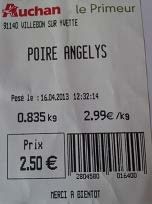 Auchan le Primeur
91140 VILLEBON SUR YVETTE
POIRE ANGELYS
Pesé le : 16.04.2013 12:32:14
0.835 kg 2.99 €/kg
Prix
2.50 €
2804580 016400
MERCI A BIENTOT